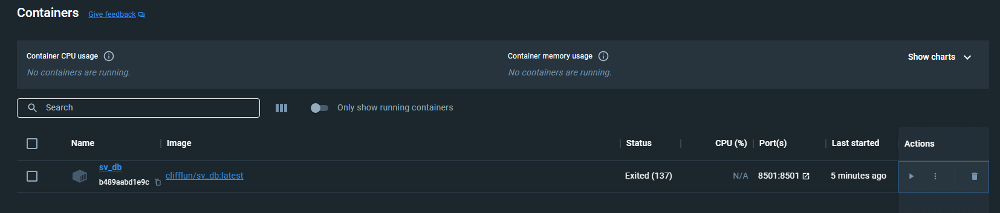 Containers Give feedback
Container CPU usage Container memory usage Show charts
No containers are running. No containers are running.
Search Only show running containers
Name Image Status CPU (%) Port(s) Last started Actions
sv_db
b489aabd1e9c clifflun/sv_db:latest Exited (137) N/A 8501:8501 5 minutes ago